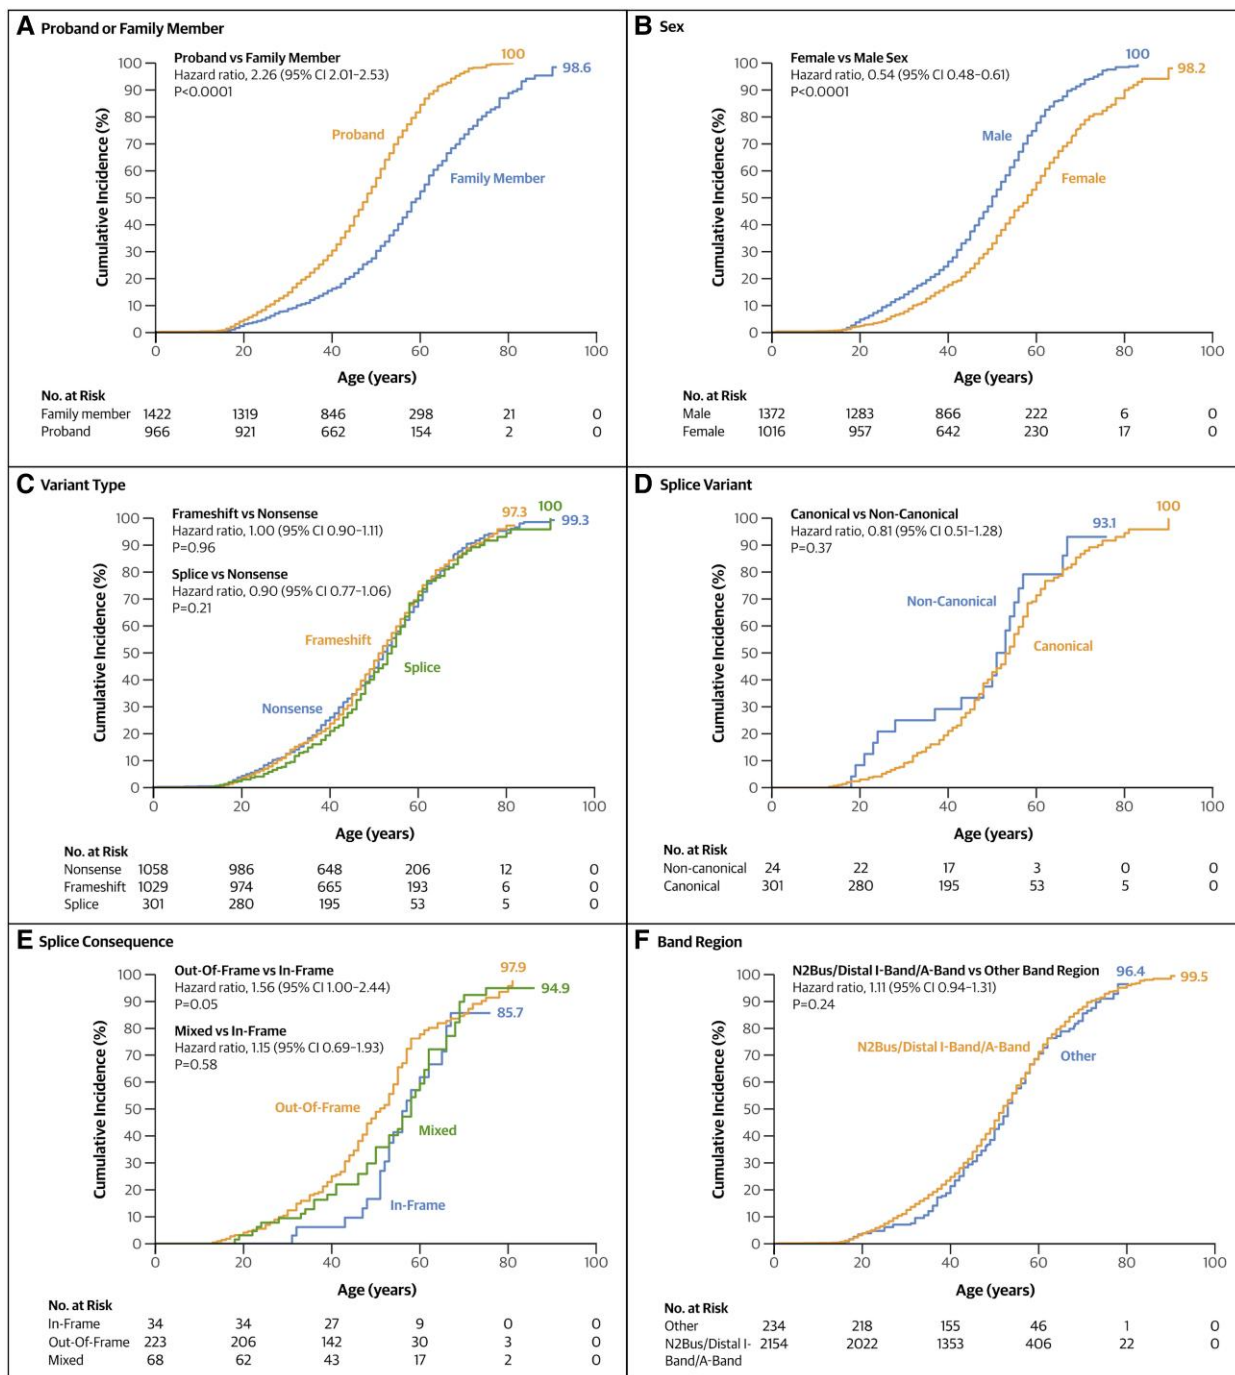 A Proband or Family Member
Proband vs Family Member
Hazard ratio, 2.26 (95% CI 2.01–2.53)
P<0.0001
100
98.6
Proband
Family Member
Cumulative Incidence (%)
100
90
80
70
60
50
40
30
20
10
0
0 20 40 60 80 100
Age (years)
No. at Risk
Family member 1422 1319 846 298 21 0
Proband 966 921 662 154 2 0
B Sex
Female vs Male Sex
Hazard ratio, 0.54 (95% CI 0.48–0.61)
P<0.0001
100
98.2
Male
Female
Cumulative Incidence (%)
100
90
80
70
60
50
40
30
20
10
0
0 20 40 60 80 100
Age (years)
No. at Risk
Male 1372 1283 866 222 6 0
Female 1016 957 642 230 17 0
C Variant Type
Frameshift vs Nonsense
Hazard ratio, 1.00 (95% CI 0.90–1.11)
P=0.96
Splice vs Nonsense
Hazard ratio, 0.90 (95% CI 0.77–1.06)
P=0.21
100
97.3
99.3
Frameshift
Splice
Nonsense
Cumulative Incidence (%)
100
90
80
70
60
50
40
30
20
10
0
0 20 40 60 80 100
Age (years)
No. at Risk
Nonsense 1058 986 648 206 12 0
Frameshift 1029 974 665 193 6 0
Splice 301 280 195 53 5 0
D Splice Variant
Canonical vs Non-Canonical
Hazard ratio, 0.81 (95% CI 0.51–1.28)
P=0.37
100
93.1
Non-Canonical
Canonical
Cumulative Incidence (%)
100
90
80
70
60
50
40
30
20
10
0
0 20 40 60 80 100
Age (years)
No. at Risk
Non-canonical 24 22 17 3 0 0
Canonical 301 280 195 53 5 0
E Splice Consequence
Out-Of-Frame vs In-Frame
Hazard ratio, 1.56 (95% CI 1.00–2.44)
P=0.05
Mixed vs In-Frame
Hazard ratio, 1.15 (95% CI 0.69–1.93)
P=0.58
97.9
94.9
85.7
Out-Of-Frame
Mixed
In-Frame
Cumulative Incidence (%)
100
90
80
70
60
50
40
30
20
10
0
0 20 40 60 80 100
Age (years)
No. at Risk
In-Frame 34 34 27 9 0 0
Out-Of-Frame 223 206 142 30 3 0
Mixed 68 62 43 17 2 0
F Band Region
N2Bus/Distal I-Band/A-Band vs Other Band Region
Hazard ratio, 1.11 (95% CI 0.94–1.31)
P=0.24
96.4
99.5
N2Bus/Distal I-Band/A-Band
Other
Cumulative Incidence (%)
100
90
80
70
60
50
40
30
20
10
0
0 20 40 60 80 100
Age (years)
No. at Risk
Other 234 218 155 46 1 0
N2Bus/Distal I- 2154 2022 1353 406 22 0
Band/A-Band